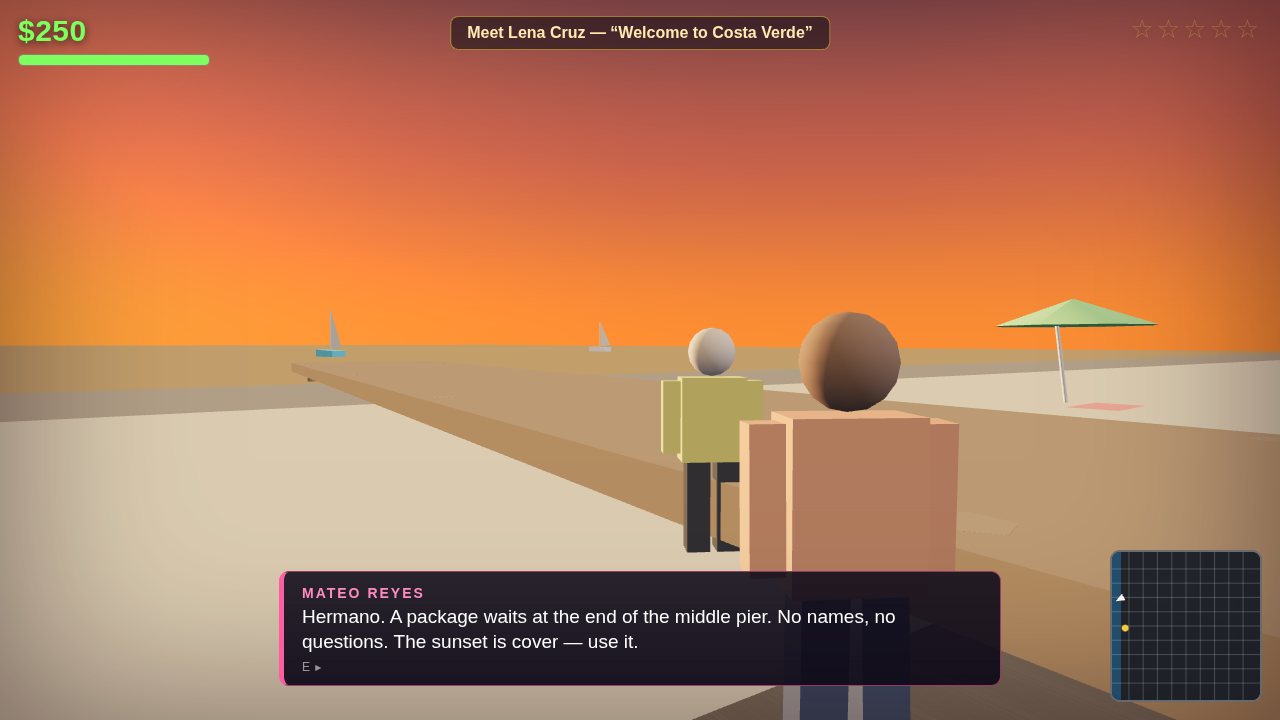 $250
Meet Lena Cruz — “Welcome to Costa Verde”
MATEO REYES
Hermano. A package waits at the end of the middle pier. No names, no
questions. The sunset is cover — use it.
E ▸